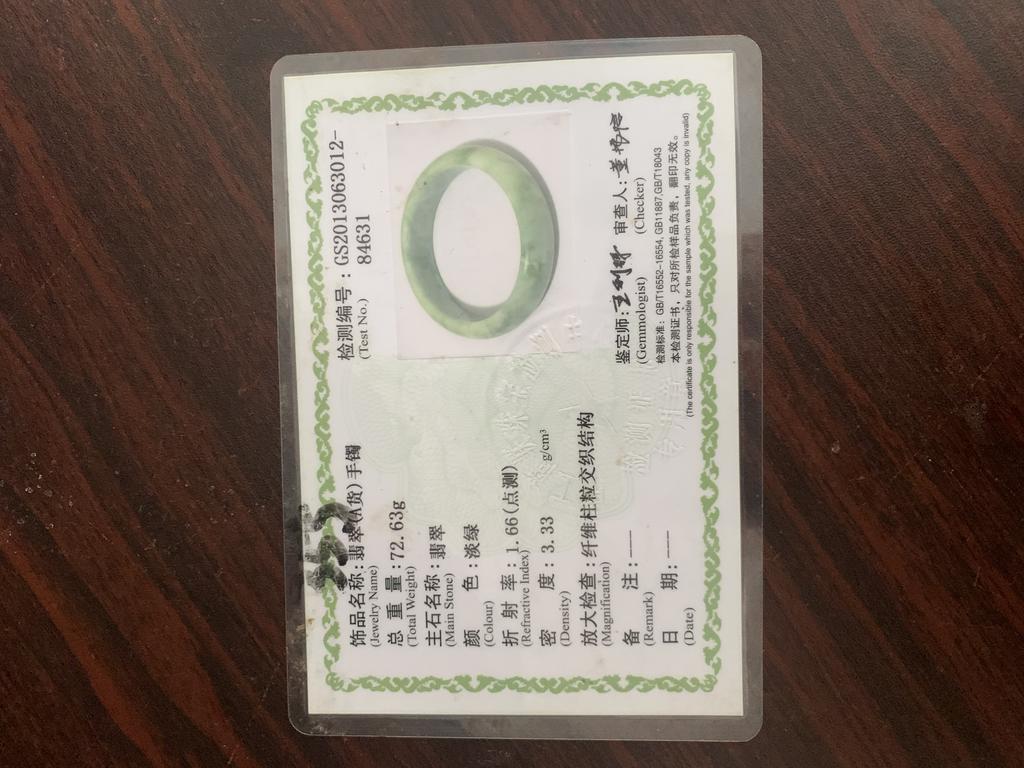 检测编号：GS2013063012-
84631
(Test No.)
饰品名称：翡翠(A货)手镯
(Jewelry Name)
总 重 量：72.63g
(Total Weight)
主石名称：翡翠
(Main Stone)
颜 色：淡绿
(Colour)
折 射 率：1.66(点测)
(Refractive Index)
密 度：3.33 g/cm³
(Density)
放大检查：纤维柱粒交织结构
(Magnification)
备 注：———
(Remark)
日 期：———
(Date)
鉴定师： 审查人：
(Gemmologist) (Checker)
检测标准：GB/T16552-16554, GB11887.GB/T18043
本检测证书，只对所检样品负责，翻印无效。
(The certificate is only responsible for the sample which was tested, any copy is invalid)